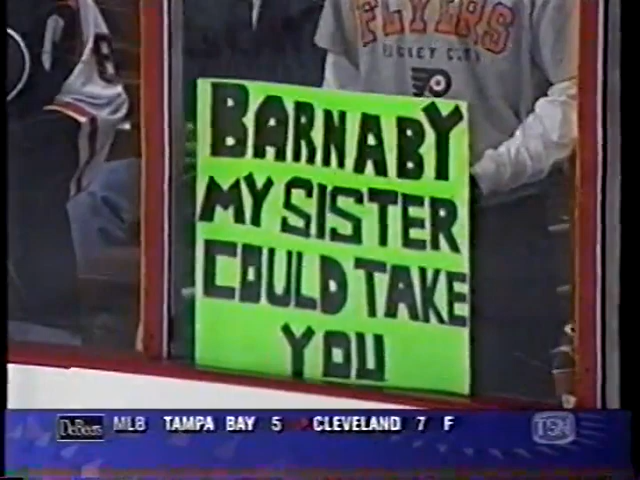 FLYERS
HOCKEY CLUB
BARNABY
MY SISTER
COULD TAKE
YOU
DeBeers MLB TAMPA BAY 5 CLEVELAND 7 F TSN